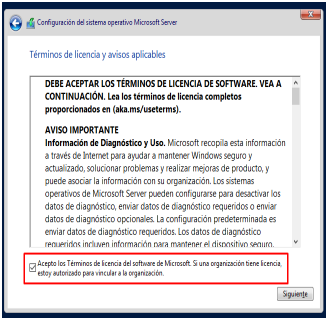 Configuración del sistema operativo Microsoft Server
Términos de licencia y avisos aplicables
DEBE ACEPTAR LOS TÉRMINOS DE LICENCIA DE SOFTWARE. VEA A
CONTINUACIÓN. Lea los términos de licencia completos
proporcionados en (aka.ms/useterms).
AVISO IMPORTANTE
Información de Diagnóstico y Uso. Microsoft recopila esta información
a través de Internet para ayudar a mantener Windows seguro y
actualizado, solucionar problemas y realizar mejoras de producto, y
puede asociar la información con su organización. Los sistemas
operativos de Microsoft Server pueden configurarse para desactivar los
datos de diagnóstico, enviar datos de diagnóstico requeridos o enviar
datos de diagnóstico opcionales. La configuración predeterminada es
enviar datos de diagnóstico requeridos. Los datos de diagnóstico
requeridos incluyen información para mantener el dispositivo seguro.
Acepto los Términos de licencia del software de Microsoft. Si una organización tiene licencia,
estoy autorizado para vincular a la organización.
Siguiente